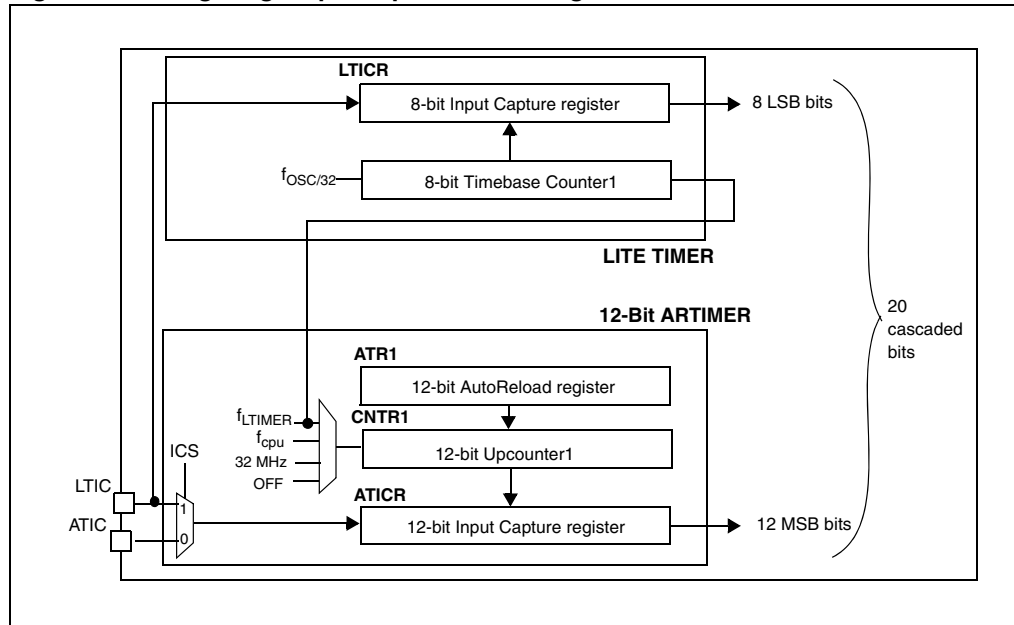 LTICR
8-bit Input Capture register
8 LSB bits
fOSC/32
8-bit Timebase Counter1
LITE TIMER
20
cascaded
bits
12-Bit ARTIMER
ATR1
12-bit AutoReload register
fLTIMER
CNTR1
fcpu
12-bit Upcounter1
32 MHz
OFF
ICS
LTIC
ATICR
1
12-bit Input Capture register
12 MSB bits
ATIC
0